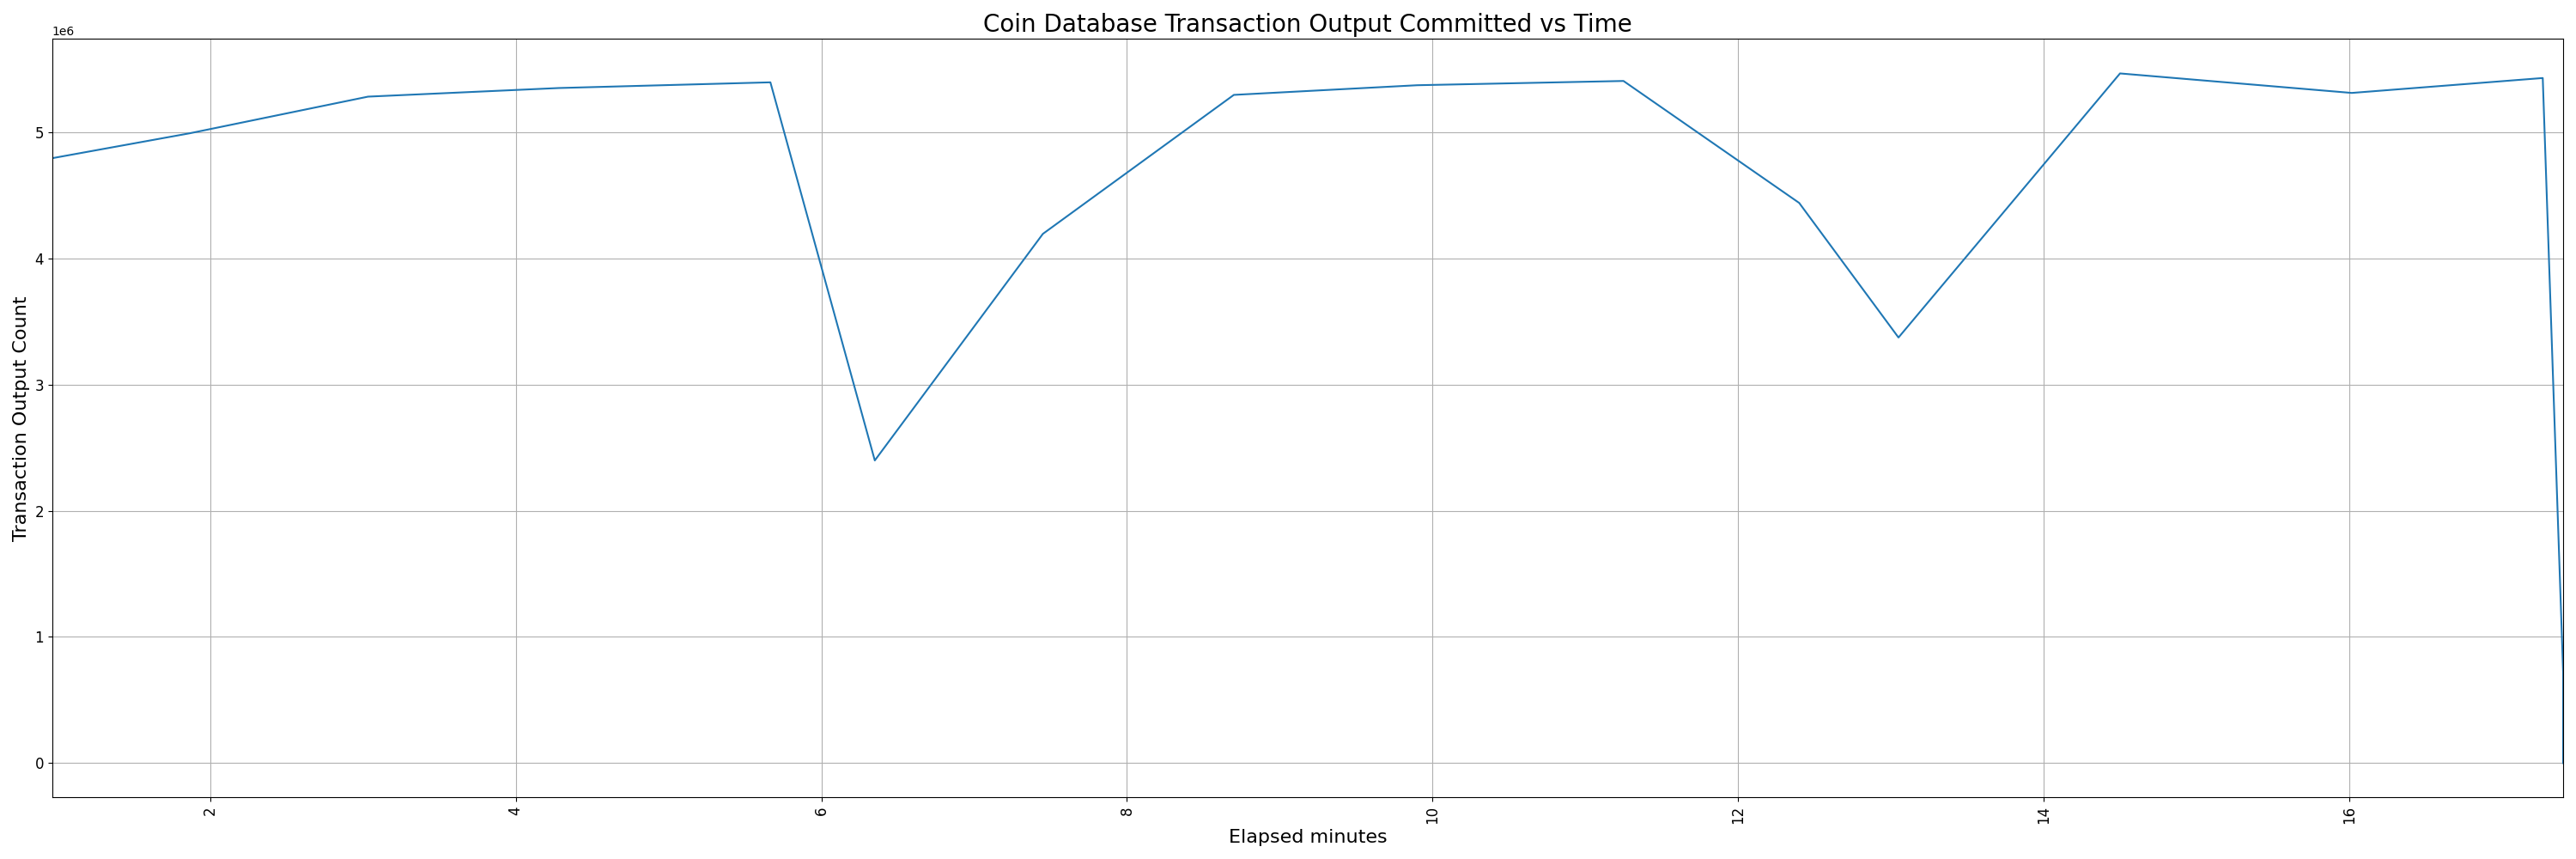 Coin Database Transaction Output Committed vs Time
1e6
5
4
3
2
1
0
Transaction Output Count
2 4 6 8 10 12 14 16
Elapsed minutes